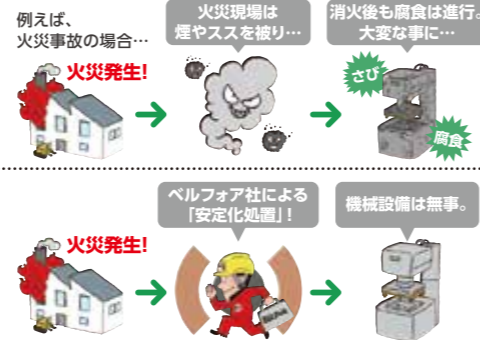 例えば、
火災事故の場合…
火災発生!
火災現場は
煙やススを被り…
消火後も腐食は進行。
大変な事に…
さび
腐食
火災発生!
ベルフォア社による
「安定化処置」!
機械設備は無事。